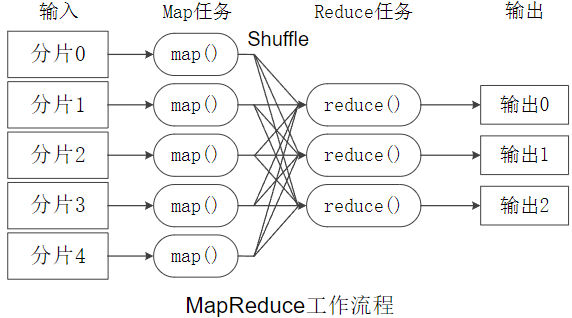 输入 Map任务 Reduce任务 输出
Shuffle
分片0 map()
分片1 map() reduce() 输出0
分片2 map() reduce() 输出1
分片3 map() reduce() 输出2
分片4 map()
MapReduce工作流程